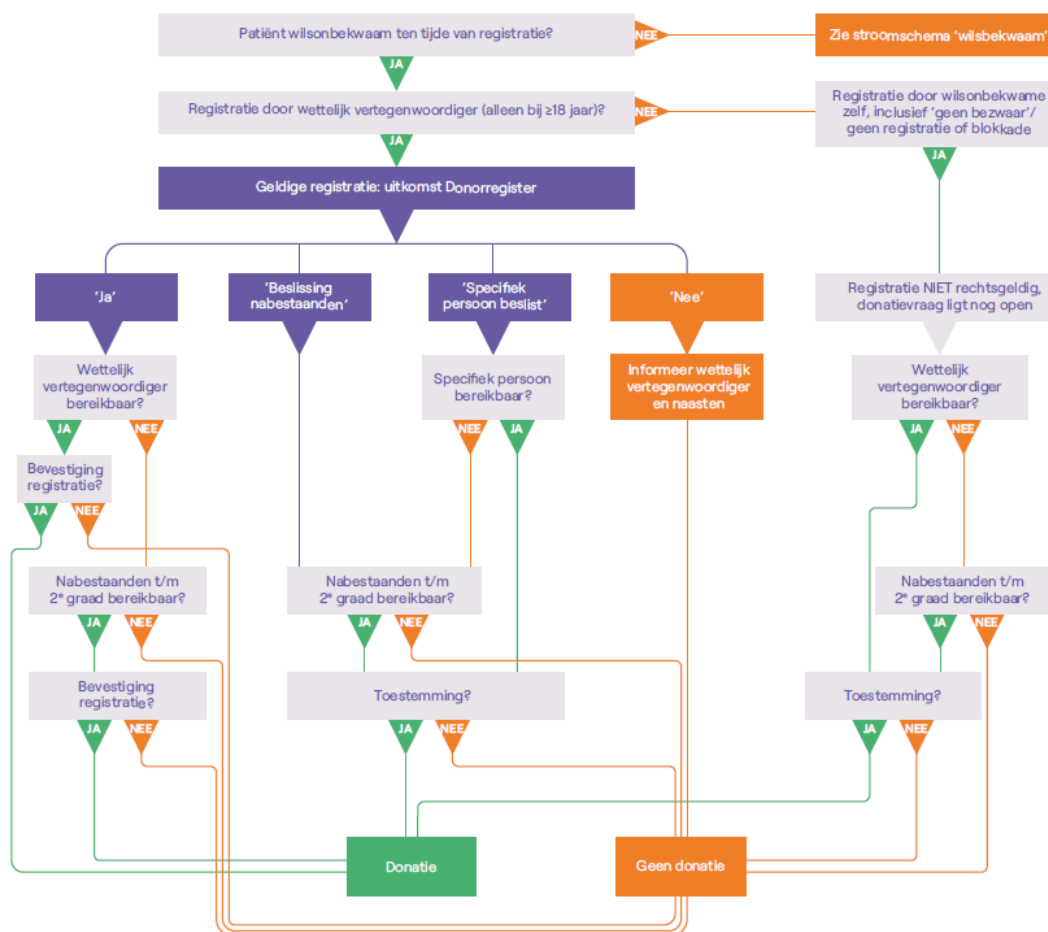 Patiënt wilsonbekwaam ten tijde van registratie?
NEE
Zie stroomschema 'wilsbekwaam'
JA
Registratie door wettelijk vertegenwoordiger (alleen bij ≥18 jaar)?
NEE
Registratie door wilsonbekwame
zelf, inclusief 'geen bezwaar'/
geen registratie of blokkade
JA
JA
Geldige registratie: uitkomst Donorregister
'Ja'
'Beslissing
nabestaanden'
'Specifiek
persoon beslist'
'Nee'
Registratie NIET rechtsgeldig,
donatievraag ligt nog open
Wettelijk
vertegenwoordiger
bereikbaar?
Specifiek persoon
bereikbaar?
Informeer wettelijk
vertegenwoordiger
en naasten
Wettelijk
vertegenwoordiger
bereikbaar?
JA
NEE
NEE
JA
JA
NEE
Bevestiging
registratie?
JA
NEE
Nabestaanden t/m
2e graad bereikbaar?
Nabestaanden t/m
2e graad bereikbaar?
Nabestaanden t/m
2e graad bereikbaar?
JA
NEE
JA
NEE
JA
NEE
Bevestiging
registratie?
Toestemming?
Toestemming?
JA
NEE
JA
NEE
JA
NEE
Donatie
Geen donatie